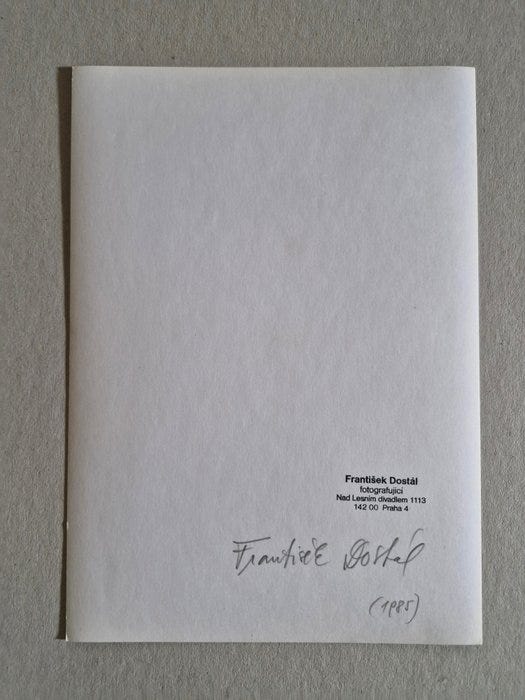 František Dostál
fotografující
Nad Lesním divadlem 1113
142 00 Praha 4
František Dostál
(1985)